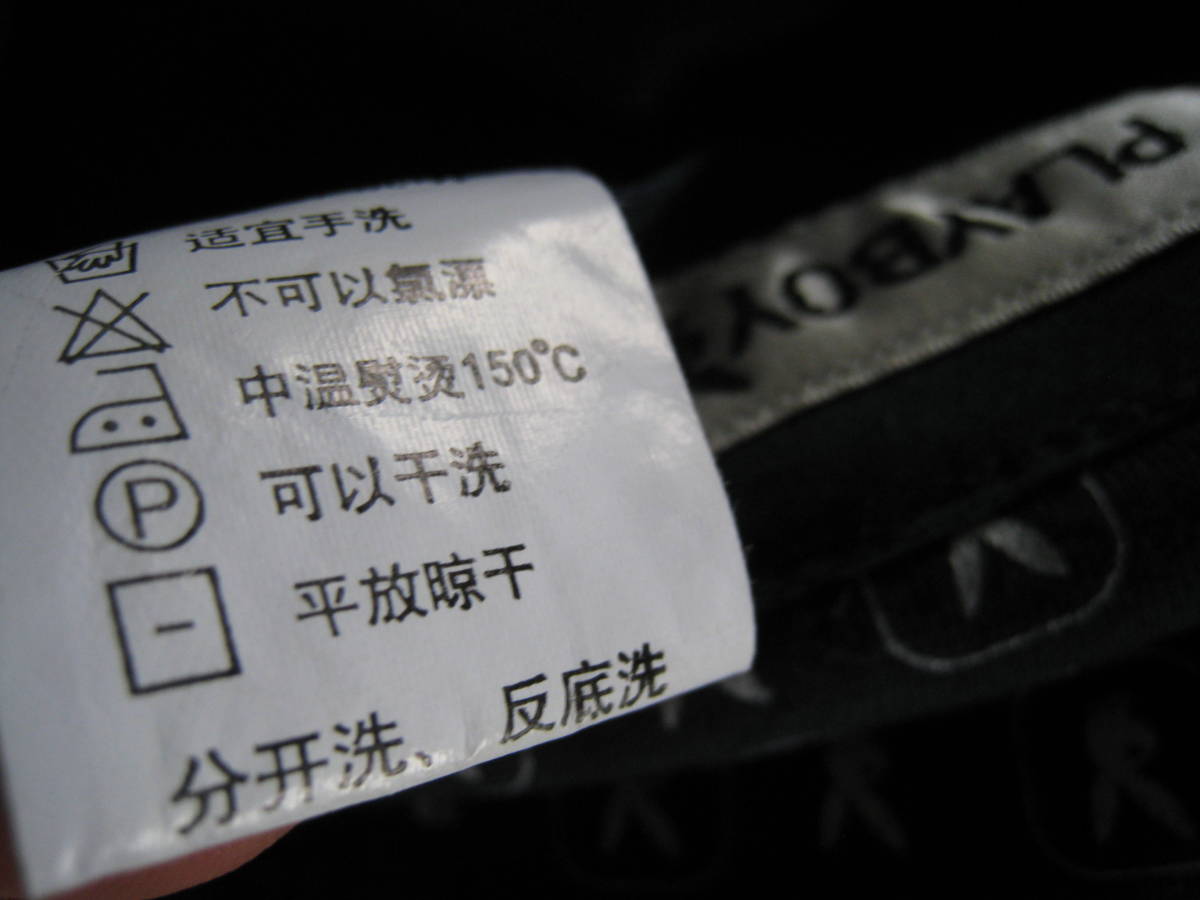 适宜手洗
不可以氯漂
中温熨烫150℃
P 可以干洗
平放晾干
分开洗、反底洗
PLAYBOY